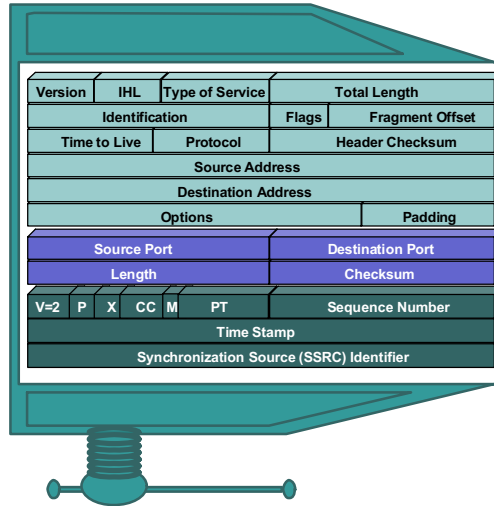 Version IHL Type of Service Total Length
Identification Flags Fragment Offset
Time to Live Protocol Header Checksum
Source Address
Destination Address
Options Padding
Source Port Destination Port
Length Checksum
V=2 P X CC M PT Sequence Number
Time Stamp
Synchronization Source (SSRC) Identifier